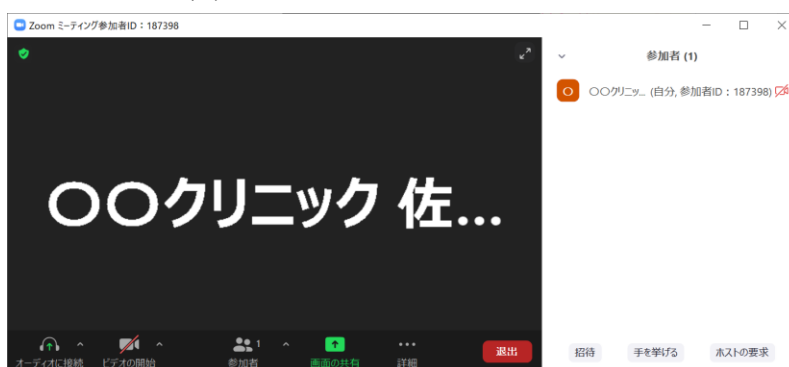 Zoom ミーティング参加者ID：187398
〇〇クリニック 佐...
オーディオに接続
ビデオの開始
1
参加者
画面の共有
詳細
退出
参加者 (1)
O
〇〇クリニッ... (自分, 参加者ID：187398)
招待
手を挙げる
ホストの要求